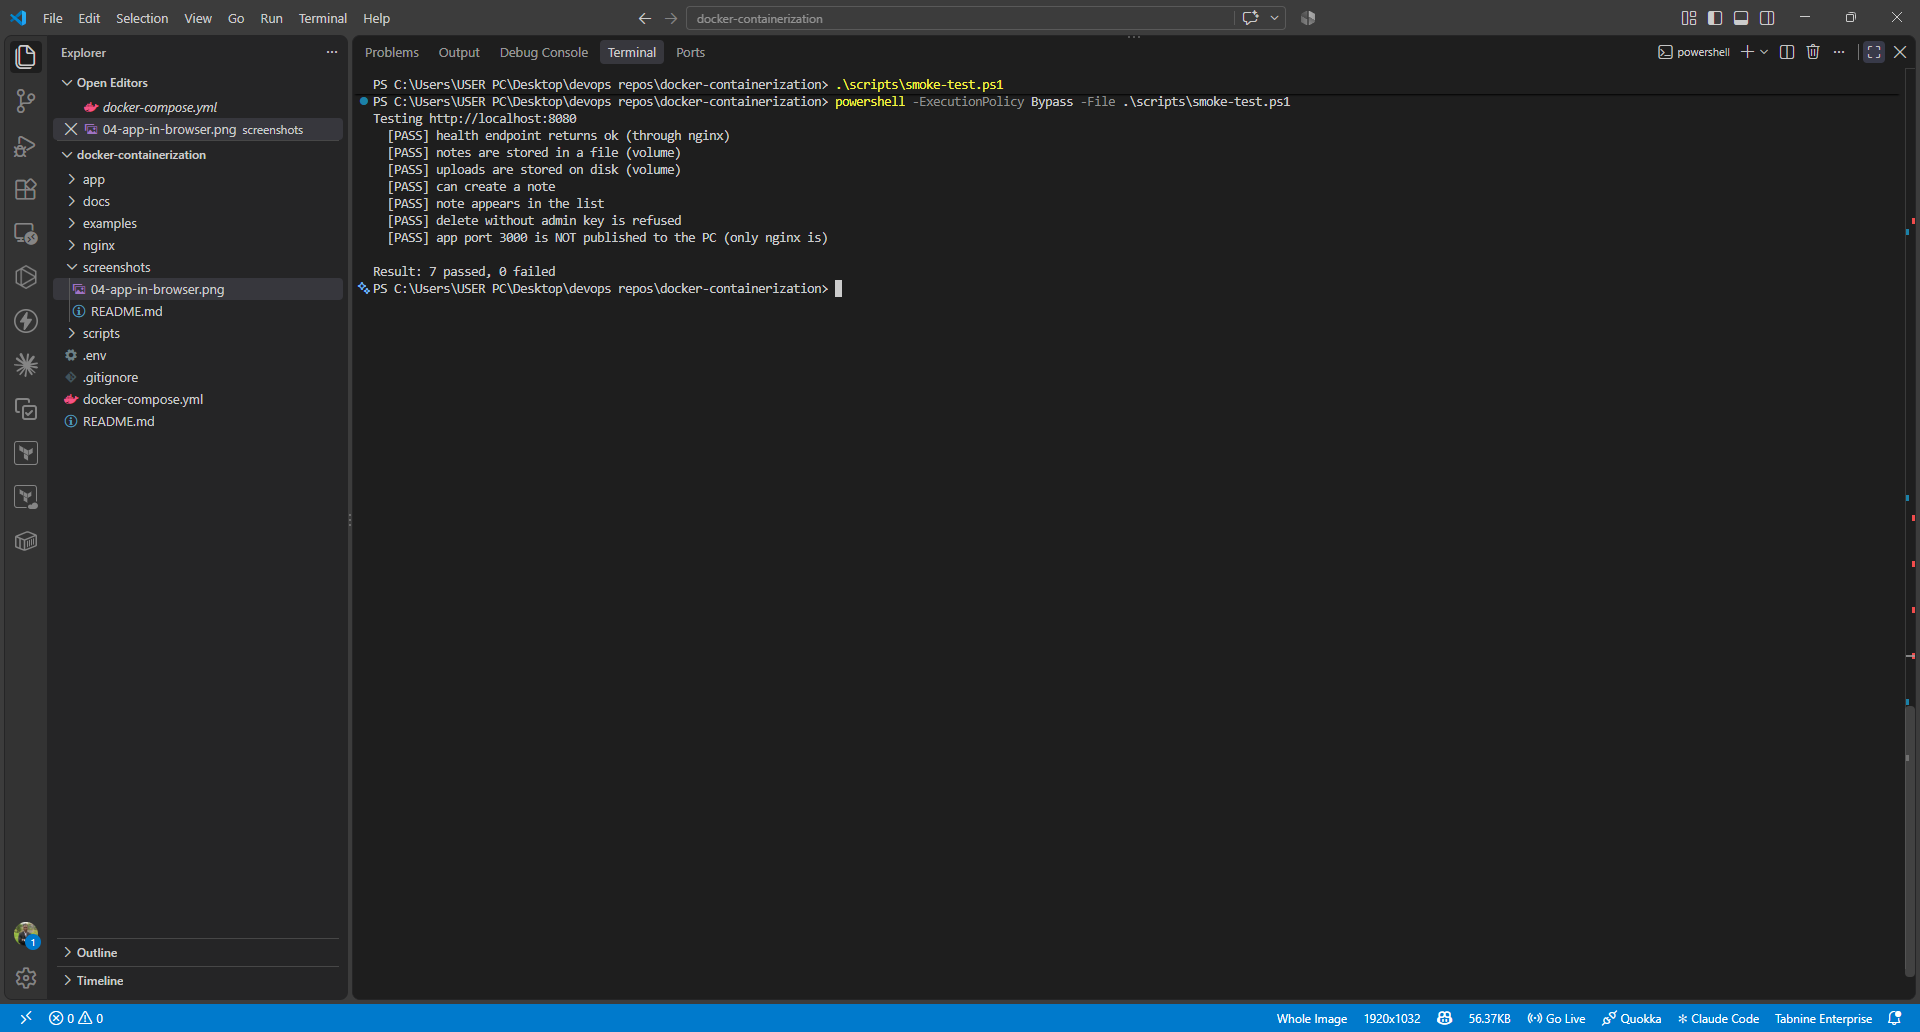 File Edit Selection View Go Run Terminal Help
docker-containerization
Explorer
Open Editors
docker-compose.yml
04-app-in-browser.png screenshots
docker-containerization
app
docs
examples
nginx
screenshots
04-app-in-browser.png
README.md
scripts
.env
.gitignore
docker-compose.yml
README.md
Outline
Timeline
1
Problems Output Debug Console Terminal Ports
powershell
PS C:\Users\USER PC\Desktop\devops repos\docker-containerization> .\scripts\smoke-test.ps1
PS C:\Users\USER PC\Desktop\devops repos\docker-containerization> powershell -ExecutionPolicy Bypass -File .\scripts\smoke-test.ps1
Testing http://localhost:8080
[PASS] health endpoint returns ok (through nginx)
[PASS] notes are stored in a file (volume)
[PASS] uploads are stored on disk (volume)
[PASS] can create a note
[PASS] note appears in the list
[PASS] delete without admin key is refused
[PASS] app port 3000 is NOT published to the PC (only nginx is)
Result: 7 passed, 0 failed
PS C:\Users\USER PC\Desktop\devops repos\docker-containerization>
0 0 Whole Image 1920x1032 56.37KB Go Live Quokka Claude Code Tabnine Enterprise